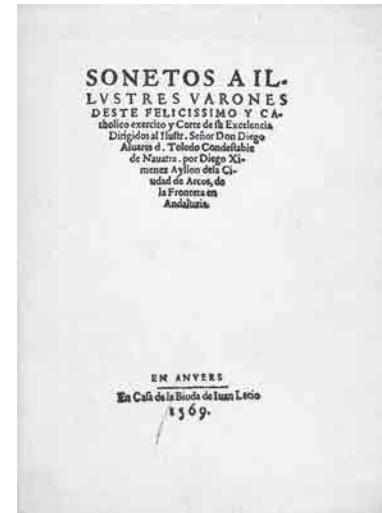 SONETOS A IL-
LVSTRES VARONES
DESTE FELICISSIMO Y CA-
tholico exercito y Corte de su Excelencia
Dirigidos al Illustr. Señor Don Diego
Aluares d. Toledo Condestable
de Nauarra. por Diego Xi-
menez Ayllon dela Ci-
udad de Arcos, de
la Frontera en
Andaluzia.
EN ANVERS
En Casa de la Biuda de Iuan Lacio
1569.